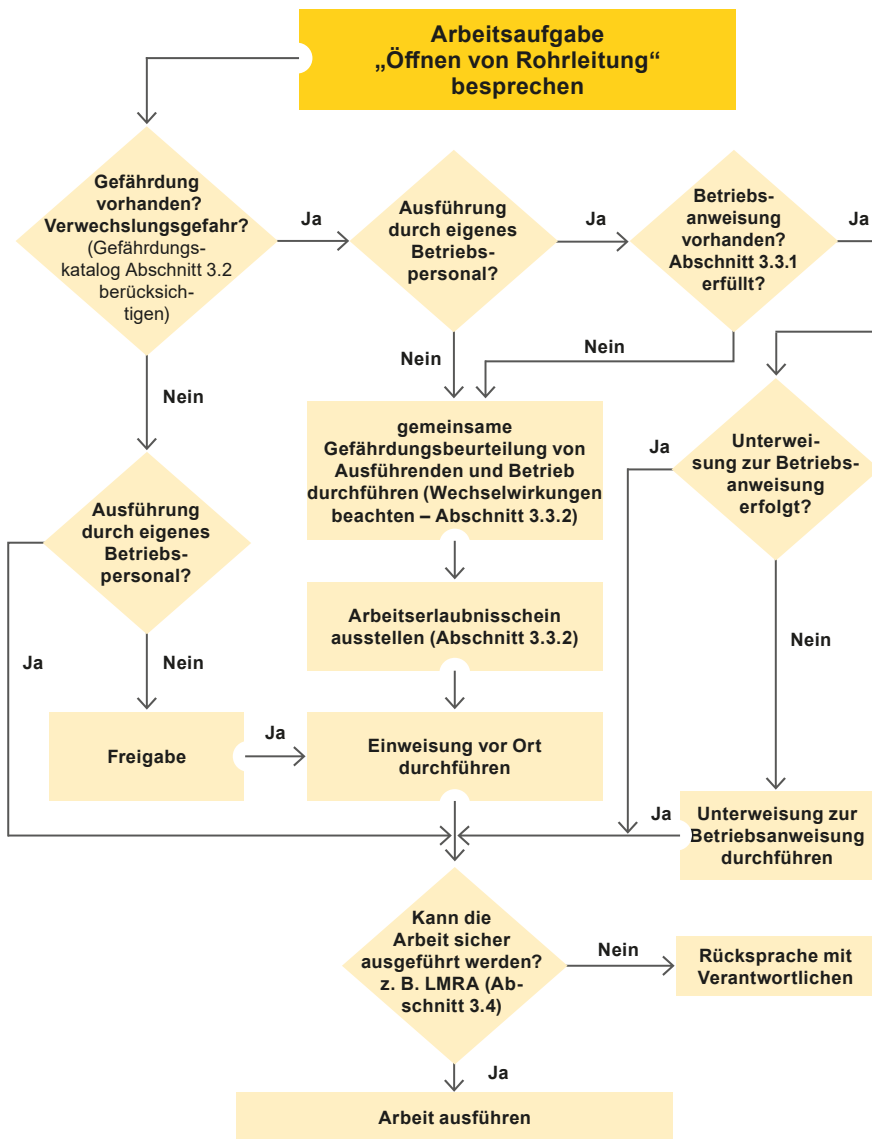 Arbeitsaufgabe
„Öffnen von Rohrleitung“
besprechen
Gefährdung
vorhanden?
Verwechslungsgefahr?
(Gefährdungs-
katalog Abschnitt 3.2
berücksich-
tigen)
Ja
Ausführung
durch eigenes
Betriebs-
personal?
Ja
Betriebs-
anweisung
vorhanden?
Abschnitt 3.3.1
erfüllt?
Ja
Nein
Nein
Nein
gemeinsame
Gefährdungsbeurteilung von
Ausführenden und Betrieb
durchführen (Wechselwirkungen
beachten – Abschnitt 3.3.2)
Ja
Unterwei-
sung zur Betriebs-
anweisung
erfolgt?
Ausführung
durch eigenes
Betriebs-
personal?
Arbeitserlaubnisschein
ausstellen (Abschnitt 3.3.2)
Ja
Nein
Nein
Freigabe
Ja
Einweisung vor Ort
durchführen
Ja
Unterweisung zur
Betriebsanweisung
durchführen
Kann die
Arbeit sicher
ausgeführt werden?
z. B. LMRA (Ab-
schnitt 3.4)
Nein
Rücksprache mit
Verantwortlichen
Ja
Arbeit ausführen